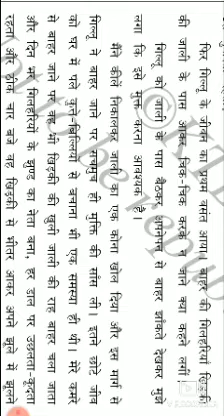 फिर गिल्लू के जीवन का प्रथम बसंत आया। बाहर की गिलहरियाँ खिड़की
की जाली के पास आकर चिक-चिक करके न जाने क्या कहने लगीं?
गिल्लू को जाली के पास बैठकर अपनेपन से बाहर झाँकते देखकर मुझे
लगा कि इसे मुक्त करना आवश्यक है।
मैंने कीलें निकालकर जाली का एक कोना खोल दिया और इस मार्ग से
गिल्लू ने बाहर जाने पर सचमुच ही मुक्ति की साँस ली। इतने छोटे जीव
को घर में पले कुत्ते-बिल्लियों से बचाना भी एक समस्या ही थी। मेरे कमरे
से बाहर जाने पर वह भी खिड़की की खुली जाली की राह बाहर चला जाता
और दिन भर गिलहरियों के झुण्ड का नेता बना, हर डाल पर उछलता-कूदता
रहता और ठीक चार बजे वह खिड़की से भीतर आकर अपने झूले में झूलने